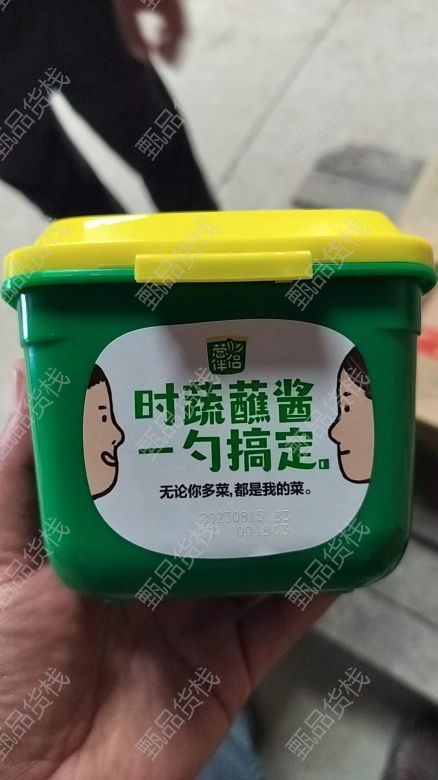 葱
伴侣
时蔬蘸酱
一勺搞定。
无论你多菜,都是我的菜。
20230815 03
甄品货栈